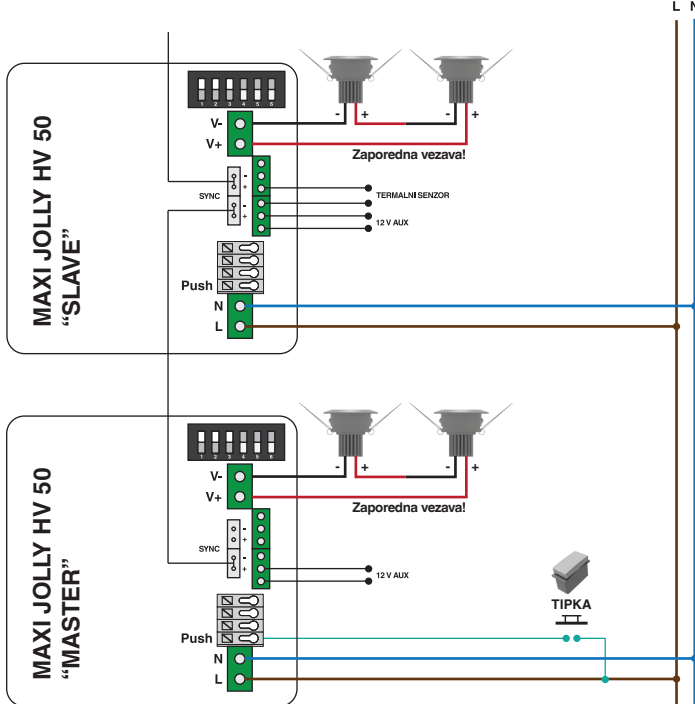 L N
MAXI JOLLY HV 50
“SLAVE”
1 2 3 4 5 6
V-
V+
- + - +
Zaporedna vezava!
SYNC
- +
- +
TERMALNI SENZOR
12 V AUX
Push
N
L
MAXI JOLLY HV 50
“MASTER”
1 2 3 4 5 6
V-
V+
- + - +
Zaporedna vezava!
SYNC
- +
- +
12 V AUX
TIPKA
Push
N
L